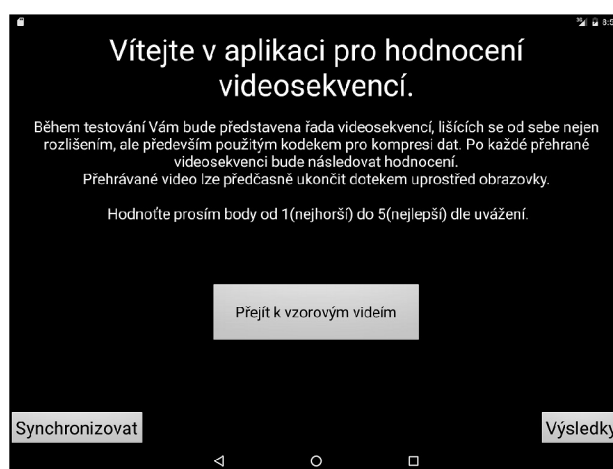 Vítejte v aplikaci pro hodnocení
videosekvencí.
Během testování Vám bude představena řada videosekvencí, lišících se od sebe nejen
rozlišením, ale především použitým kodekem pro kompresi dat. Po každé přehrané
videosekvenci bude následovat hodnocení.
Přehrávané video lze předčasně ukončit dotekem uprostřed obrazovky.
Hodnoťte prosím body od 1(nejhorší) do 5(nejlepší) dle uvážení.
Přejít k vzorovým videím
Synchronizovat
Výsledky